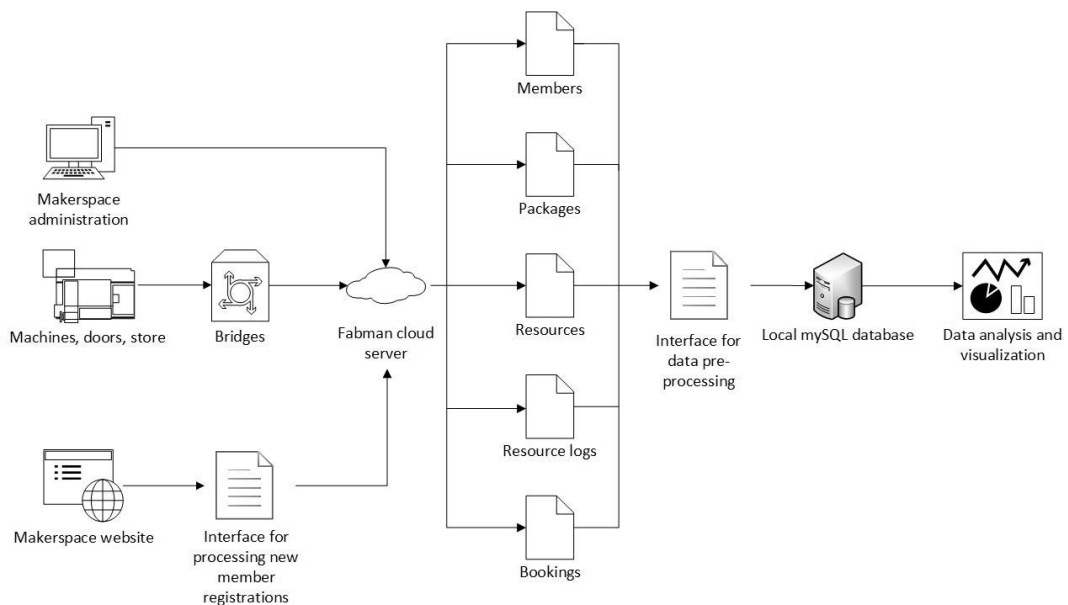 Members
Makerspace
administration
Packages
Machines, doors, store
Bridges
Fabman cloud
server
Resources
Interface for
data pre-
processing
Local mySQL database
Data analysis and
visualization
Resource logs
Makerspace website
Interface for
processing new
member
registrations
Bookings